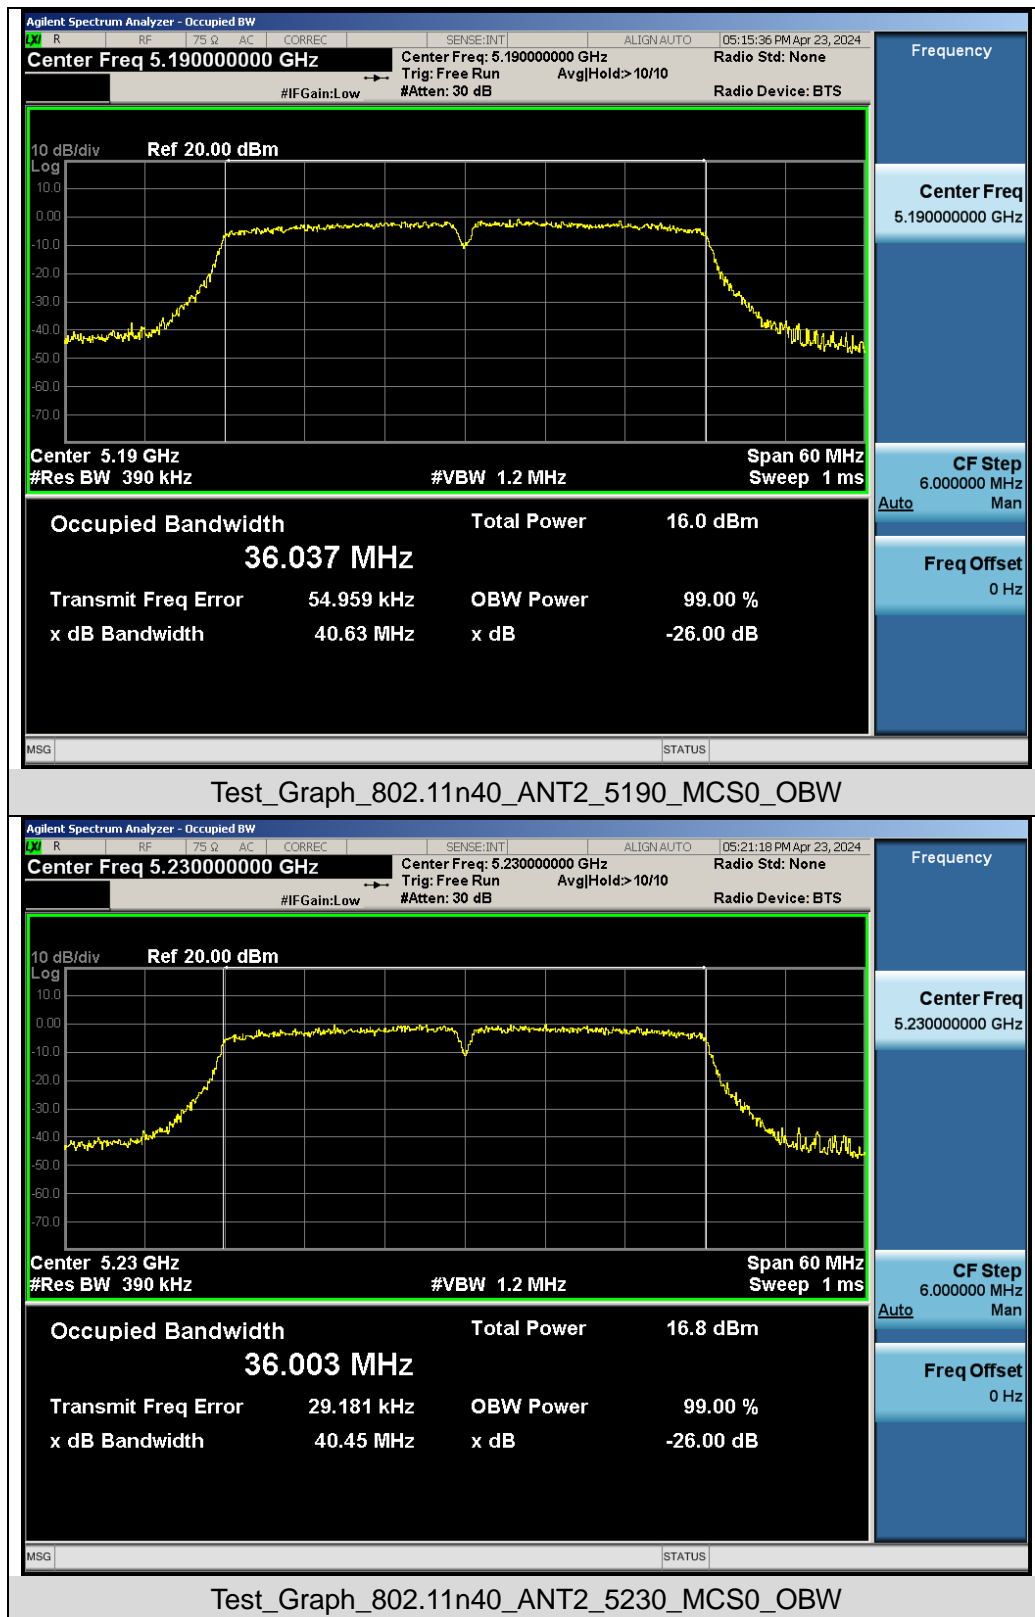 Agilent Spectrum Analyzer - Occupied BW
LXI R RF 75 Ω AC CORREC SENSE:INT ALIGN AUTO 05:15:36 PM Apr 23, 2024
Center Freq 5.190000000 GHz Center Freq: 5.190000000 GHz Radio Std: None
Trig: Free Run Avg|Hold:> 10/10
#IFGain:Low #Atten: 30 dB Radio Device: BTS
Frequency
10 dB/div Ref 20.00 dBm
Log
10.0
0.00
-10.0
-20.0
-30.0
-40.0
-50.0
-60.0
-70.0
Center 5.19 GHz Span 60 MHz
#Res BW 390 kHz #VBW 1.2 MHz Sweep 1 ms
Center Freq
5.190000000 GHz
CF Step
6.000000 MHz
Auto Man
Freq Offset
0 Hz
Occupied Bandwidth Total Power 16.0 dBm
36.037 MHz
Transmit Freq Error 54.959 kHz OBW Power 99.00 %
x dB Bandwidth 40.63 MHz x dB -26.00 dB
MSG STATUS
Test_Graph_802.11n40_ANT2_5190_MCS0_OBW
Agilent Spectrum Analyzer - Occupied BW
LXI R RF 75 Ω AC CORREC SENSE:INT ALIGN AUTO 05:21:18 PM Apr 23, 2024
Center Freq 5.230000000 GHz Center Freq: 5.230000000 GHz Radio Std: None
Trig: Free Run Avg|Hold:> 10/10
#IFGain:Low #Atten: 30 dB Radio Device: BTS
Frequency
10 dB/div Ref 20.00 dBm
Log
10.0
0.00
-10.0
-20.0
-30.0
-40.0
-50.0
-60.0
-70.0
Center 5.23 GHz Span 60 MHz
#Res BW 390 kHz #VBW 1.2 MHz Sweep 1 ms
Center Freq
5.230000000 GHz
CF Step
6.000000 MHz
Auto Man
Freq Offset
0 Hz
Occupied Bandwidth Total Power 16.8 dBm
36.003 MHz
Transmit Freq Error 29.181 kHz OBW Power 99.00 %
x dB Bandwidth 40.45 MHz x dB -26.00 dB
MSG STATUS
Test_Graph_802.11n40_ANT2_5230_MCS0_OBW